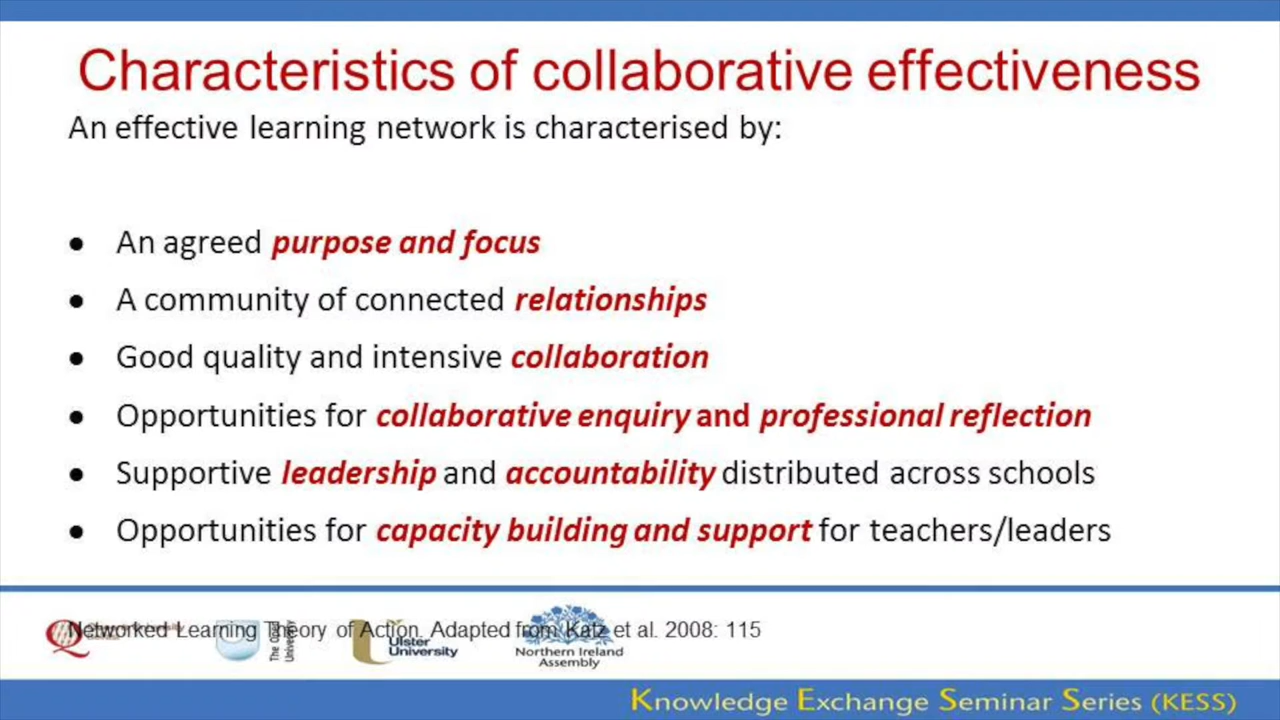 Characteristics of collaborative effectiveness
An effective learning network is characterised by:
● An agreed purpose and focus
● A community of connected relationships
● Good quality and intensive collaboration
● Opportunities for collaborative enquiry and professional reflection
● Supportive leadership and accountability distributed across schools
● Opportunities for capacity building and support for teachers/leaders
Networked Learning Theory of Action. Adapted from Katz et al. 2008: 115
The Open
University
Ulster
University
Northern Ireland
Assembly
Knowledge Exchange Seminar Series (KESS)